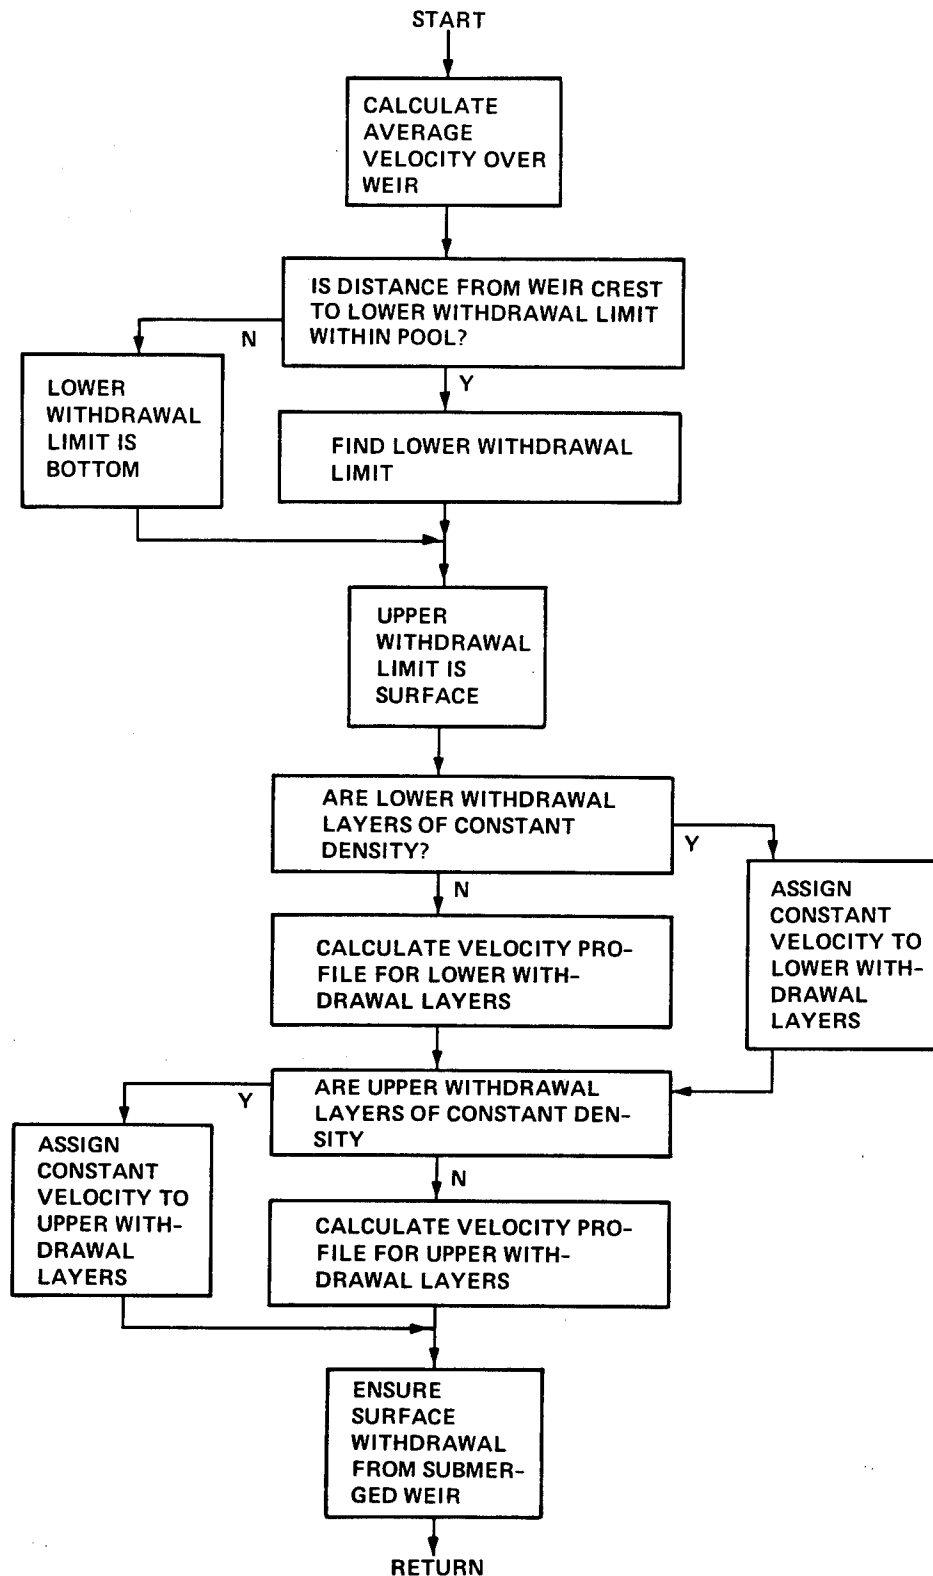 START
CALCULATE
AVERAGE
VELOCITY OVER
WEIR
IS DISTANCE FROM WEIR CREST
TO LOWER WITHDRAWAL LIMIT
WITHIN POOL?
N
Y
LOWER
WITHDRAWAL
LIMIT IS
BOTTOM
FIND LOWER WITHDRAWAL
LIMIT
UPPER
WITHDRAWAL
LIMIT IS
SURFACE
ARE LOWER WITHDRAWAL
LAYERS OF CONSTANT
DENSITY?
Y
N
ASSIGN
CONSTANT
VELOCITY TO
LOWER WITH-
DRAWAL
LAYERS
CALCULATE VELOCITY PRO-
FILE FOR LOWER WITH-
DRAWAL LAYERS
ARE UPPER WITHDRAWAL
LAYERS OF CONSTANT DEN-
SITY
Y
N
ASSIGN
CONSTANT
VELOCITY TO
UPPER WITH-
DRAWAL
LAYERS
CALCULATE VELOCITY PRO-
FILE FOR UPPER WITH-
DRAWAL LAYERS
ENSURE
SURFACE
WITHDRAWAL
FROM SUBMER-
GED WEIR
RETURN